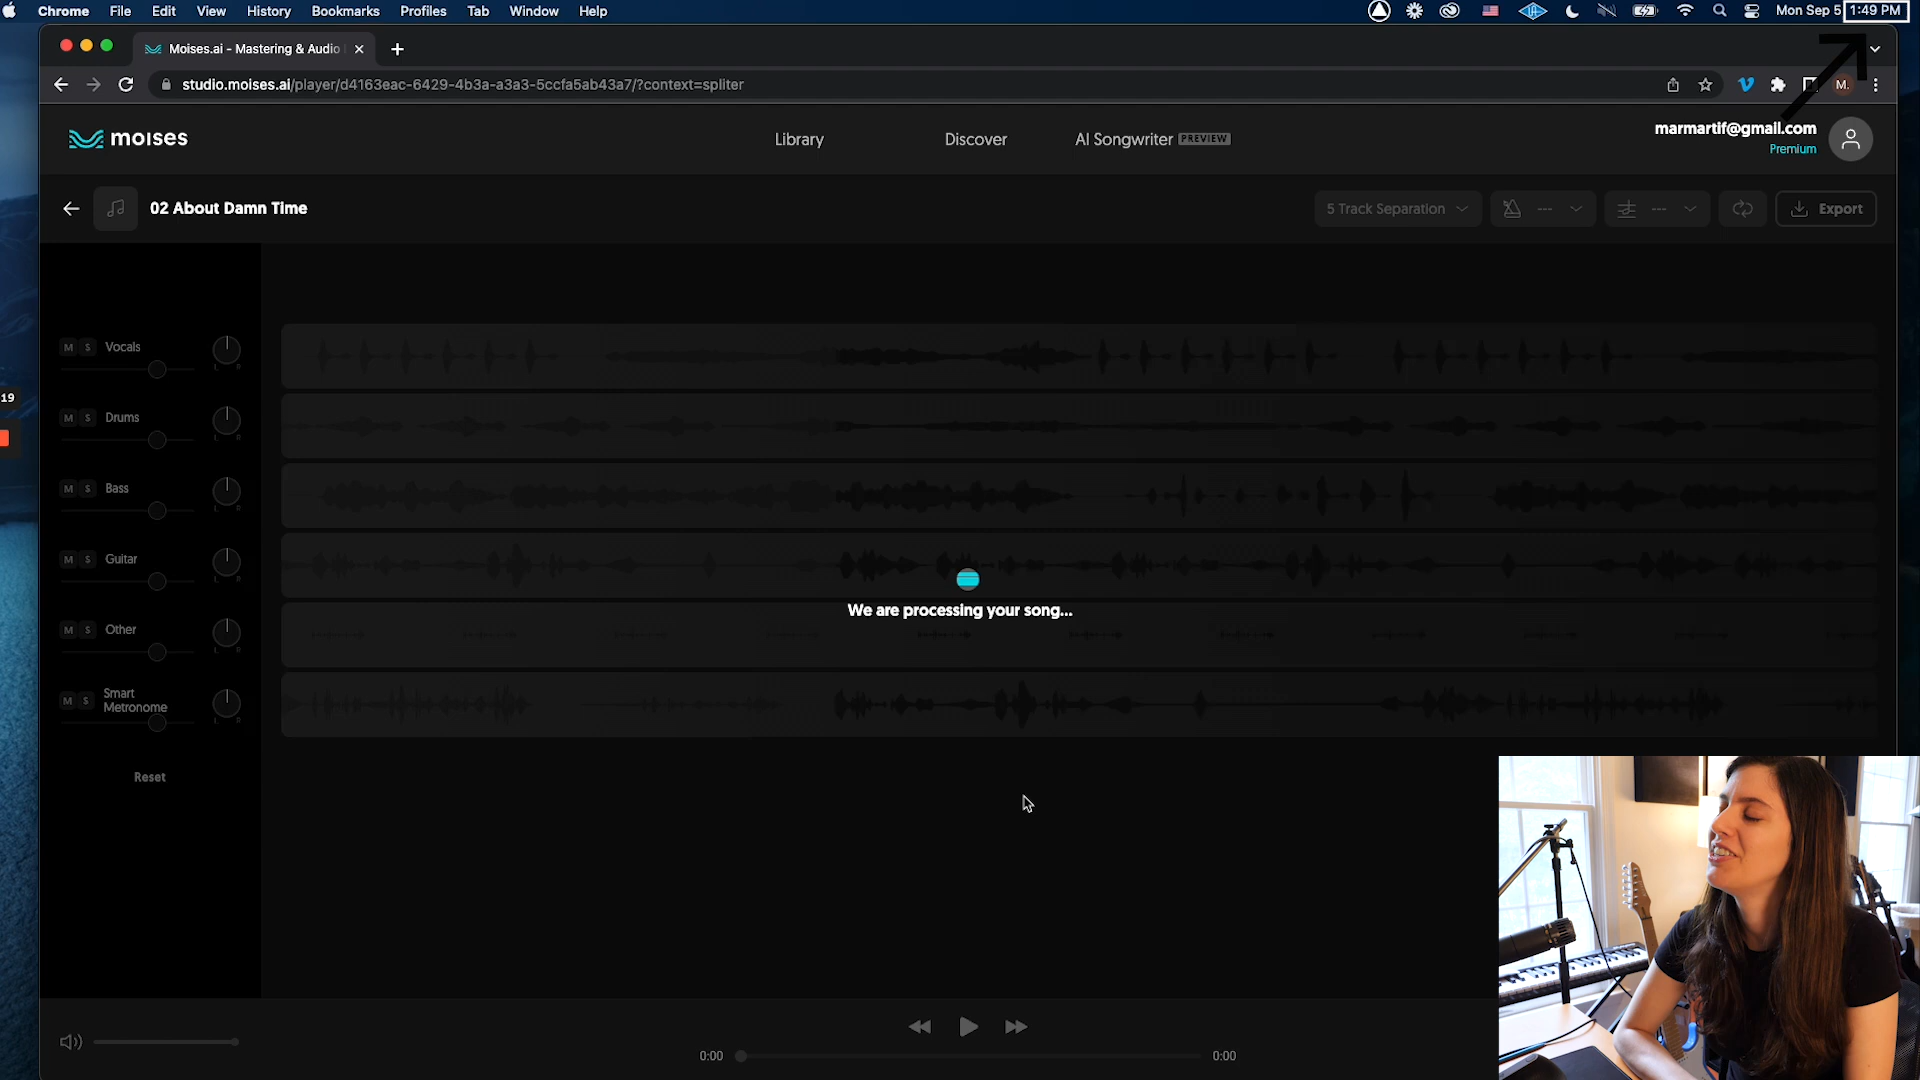 Chrome File Edit View History Bookmarks Profiles Tab Window Help Mon Sep 5 1:49 PM
Moises.ai - Mastering & Audio
studio.moises.ai/player/d4163eac-6429-4b3a-a3a3-5ccfa5ab43a7/?context=spliter
M.
moises Library Discover AI Songwriter PREVIEW
marmartif@gmail.com
Premium
02 About Damn Time
5 Track Separation --- --- Export
M S Vocals
L R
19
M S Drums
L R
M S Bass
L R
M S Guitar
L R
We are processing your song...
M S Other
L R
M S Smart
Metronome
L R
Reset
0:00 0:00